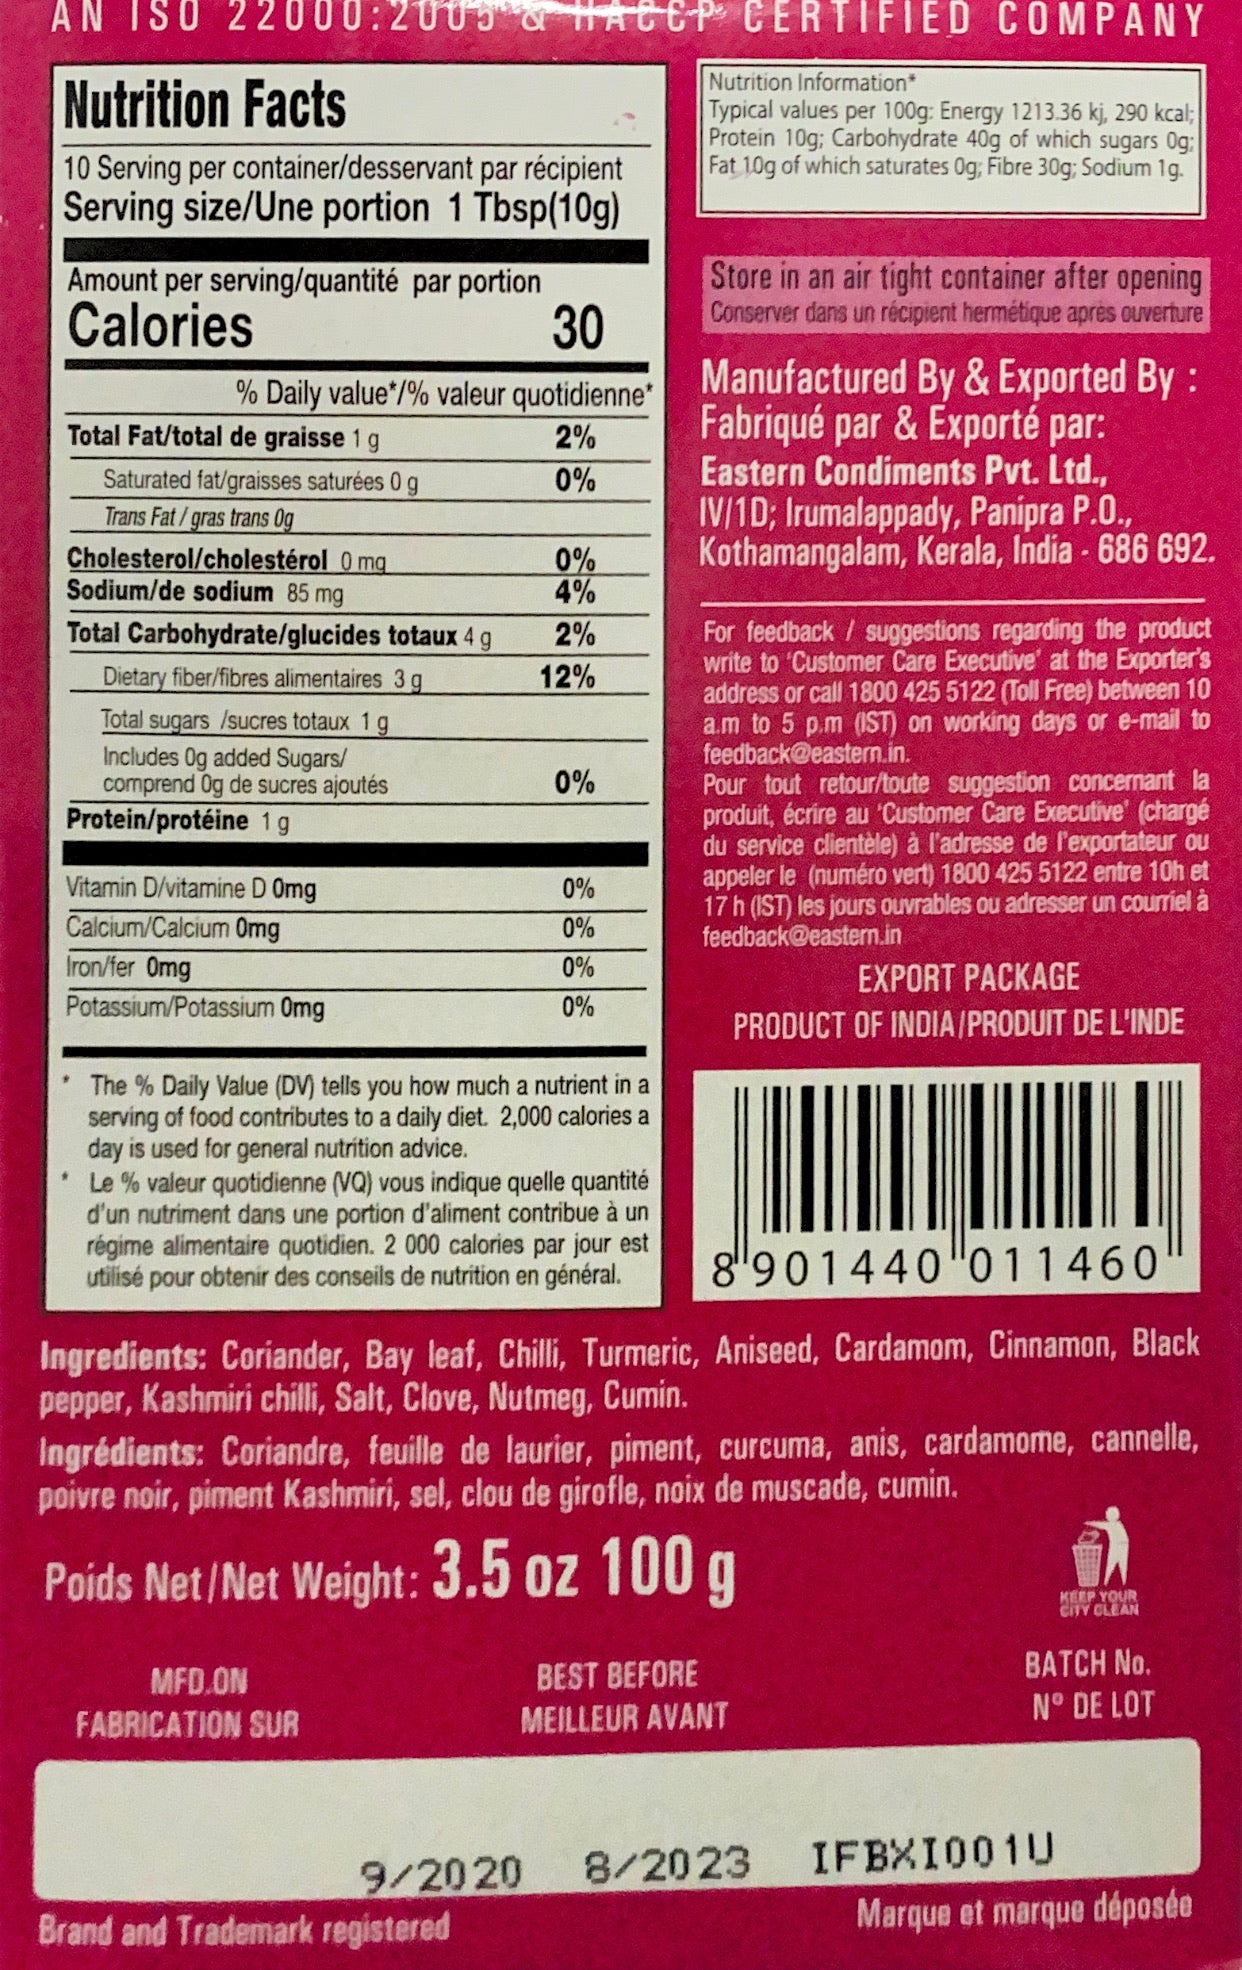 AN ISO 22000:2005 & HACCP CERTIFIED COMPANY
Nutrition Facts
10 Serving per container/desservant par récipient
Serving size/Une portion 1 Tbsp(10g)
Amount per serving/quantité par portion
Calories 30
% Daily value*/% valeur quotidienne*
Total Fat/total de graisse 1 g 2%
Saturated fat/graisses saturées 0 g 0%
Trans Fat / gras trans 0g
Cholesterol/cholestérol 0 mg 0%
Sodium/de sodium 85 mg 4%
Total Carbohydrate/glucides totaux 4 g 2%
Dietary fiber/fibres alimentaires 3 g 12%
Total sugars /sucres totaux 1 g
Includes 0g added Sugars/
comprend 0g de sucres ajoutés 0%
Protein/protéine 1 g
Vitamin D/vitamine D 0mg 0%
Calcium/Calcium 0mg 0%
Iron/fer 0mg 0%
Potassium/Potassium 0mg 0%
* The % Daily Value (DV) tells you how much a nutrient in a
serving of food contributes to a daily diet. 2,000 calories a
day is used for general nutrition advice.
* Le % valeur quotidienne (VQ) vous indique quelle quantité
d'un nutriment dans une portion d'aliment contribue à un
régime alimentaire quotidien. 2 000 calories par jour est
utilisé pour obtenir des conseils de nutrition en général.
Nutrition Information*
Typical values per 100g: Energy 1213.36 kj, 290 kcal;
Protein 10g; Carbohydrate 40g of which sugars 0g;
Fat 10g of which saturates 0g; Fibre 30g; Sodium 1g.
Store in an air tight container after opening
Conserver dans un récipient hermétique après ouverture
Manufactured By & Exported By :
Fabriqué par & Exporté par:
Eastern Condiments Pvt. Ltd.,
IV/1D; Irumalappady, Panipra P.O.,
Kothamangalam, Kerala, India - 686 692.
For feedback / suggestions regarding the product
write to 'Customer Care Executive' at the Exporter's
address or call 1800 425 5122 (Toll Free) between 10
a.m to 5 p.m (IST) on working days or e-mail to
feedback@eastern.in.
Pour tout retour/toute suggestion concernant la
produit, écrire au 'Customer Care Executive' (chargé
du service clientèle) à l'adresse de l'exportateur ou
appeler le (numéro vert) 1800 425 5122 entre 10h et
17 h (IST) les jours ouvrables ou adresser un courriel à
feedback@eastern.in
EXPORT PACKAGE
PRODUCT OF INDIA/PRODUIT DE L'INDE
8 901440 011460
Ingredients: Coriander, Bay leaf, Chilli, Turmeric, Aniseed, Cardamom, Cinnamon, Black
pepper, Kashmiri chilli, Salt, Clove, Nutmeg, Cumin.
Ingrédients: Coriandre, feuille de laurier, piment, curcuma, anis, cardamome, cannelle,
poivre noir, piment Kashmiri, sel, clou de girofle, noix de muscade, cumin.
Poids Net/Net Weight: 3.5 oz 100 g
KEEP YOUR
CITY CLEAN
MFD.ON BEST BEFORE BATCH No.
FABRICATION SUR MEILLEUR AVANT Nº DE LOT
9/2020 8/2023 IFBXI001U
Brand and Trademark registered Marque et marque déposée